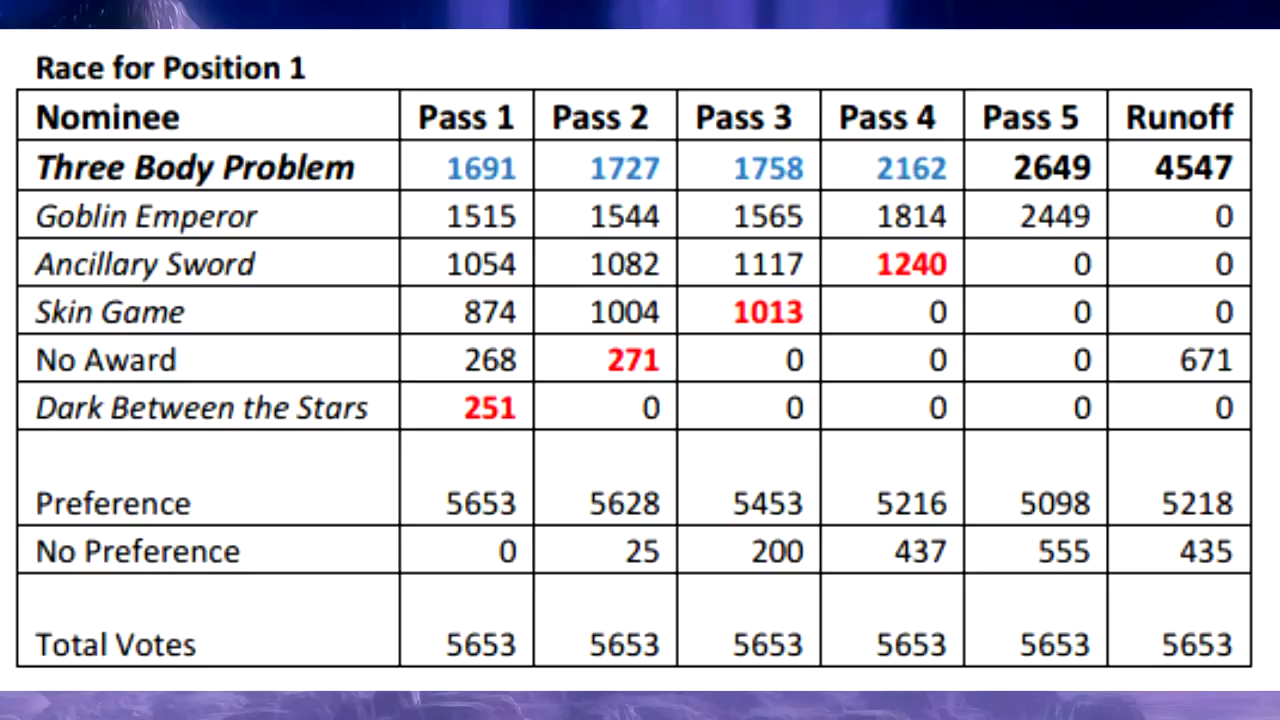 Race for Position 1
Nominee Pass 1 Pass 2 Pass 3 Pass 4 Pass 5 Runoff
Three Body Problem 1691 1727 1758 2162 2649 4547
Goblin Emperor 1515 1544 1565 1814 2449 0
Ancillary Sword 1054 1082 1117 1240 0 0
Skin Game 874 1004 1013 0 0 0
No Award 268 271 0 0 0 671
Dark Between the Stars 251 0 0 0 0 0
Preference 5653 5628 5453 5216 5098 5218
No Preference 0 25 200 437 555 435
Total Votes 5653 5653 5653 5653 5653 5653